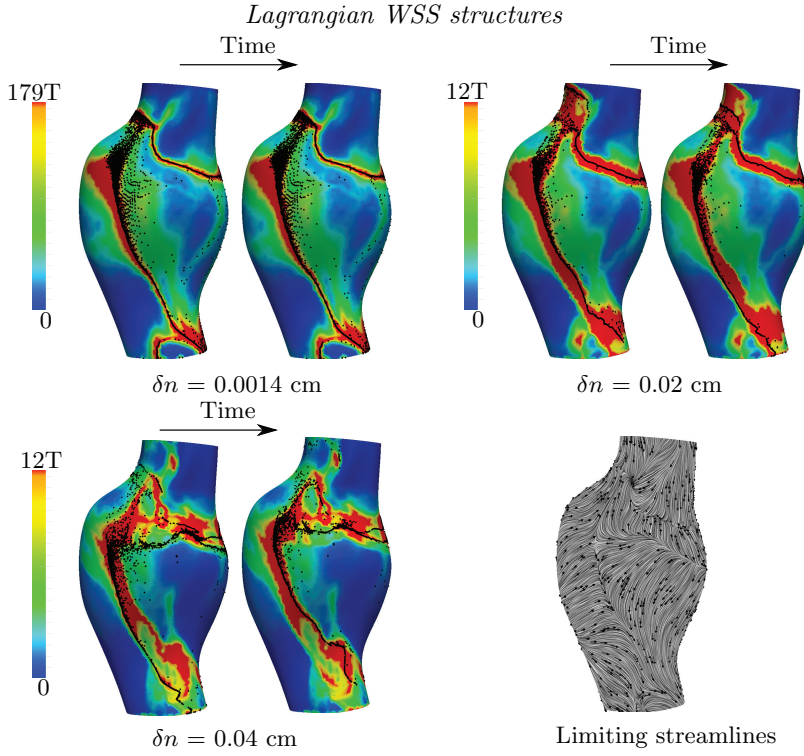 Lagrangian WSS structures
Time
Time
179T
0
12T
0
δn = 0.0014 cm
δn = 0.02 cm
Time
12T
0
δn = 0.04 cm
Limiting streamlines